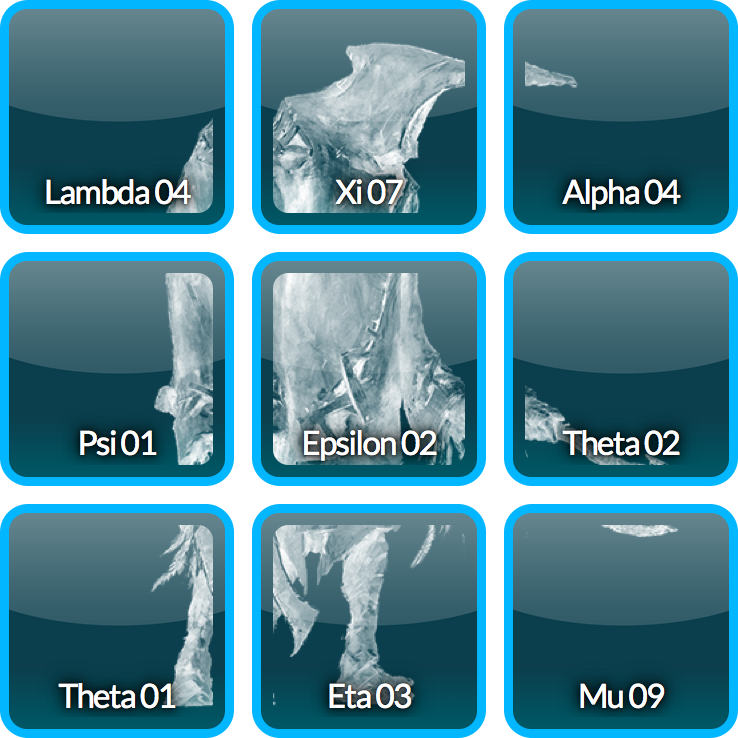 Lambda 04
Xi 07
Alpha 04
Psi 01
Epsilon 02
Theta 02
Theta 01
Eta 03
Mu 09